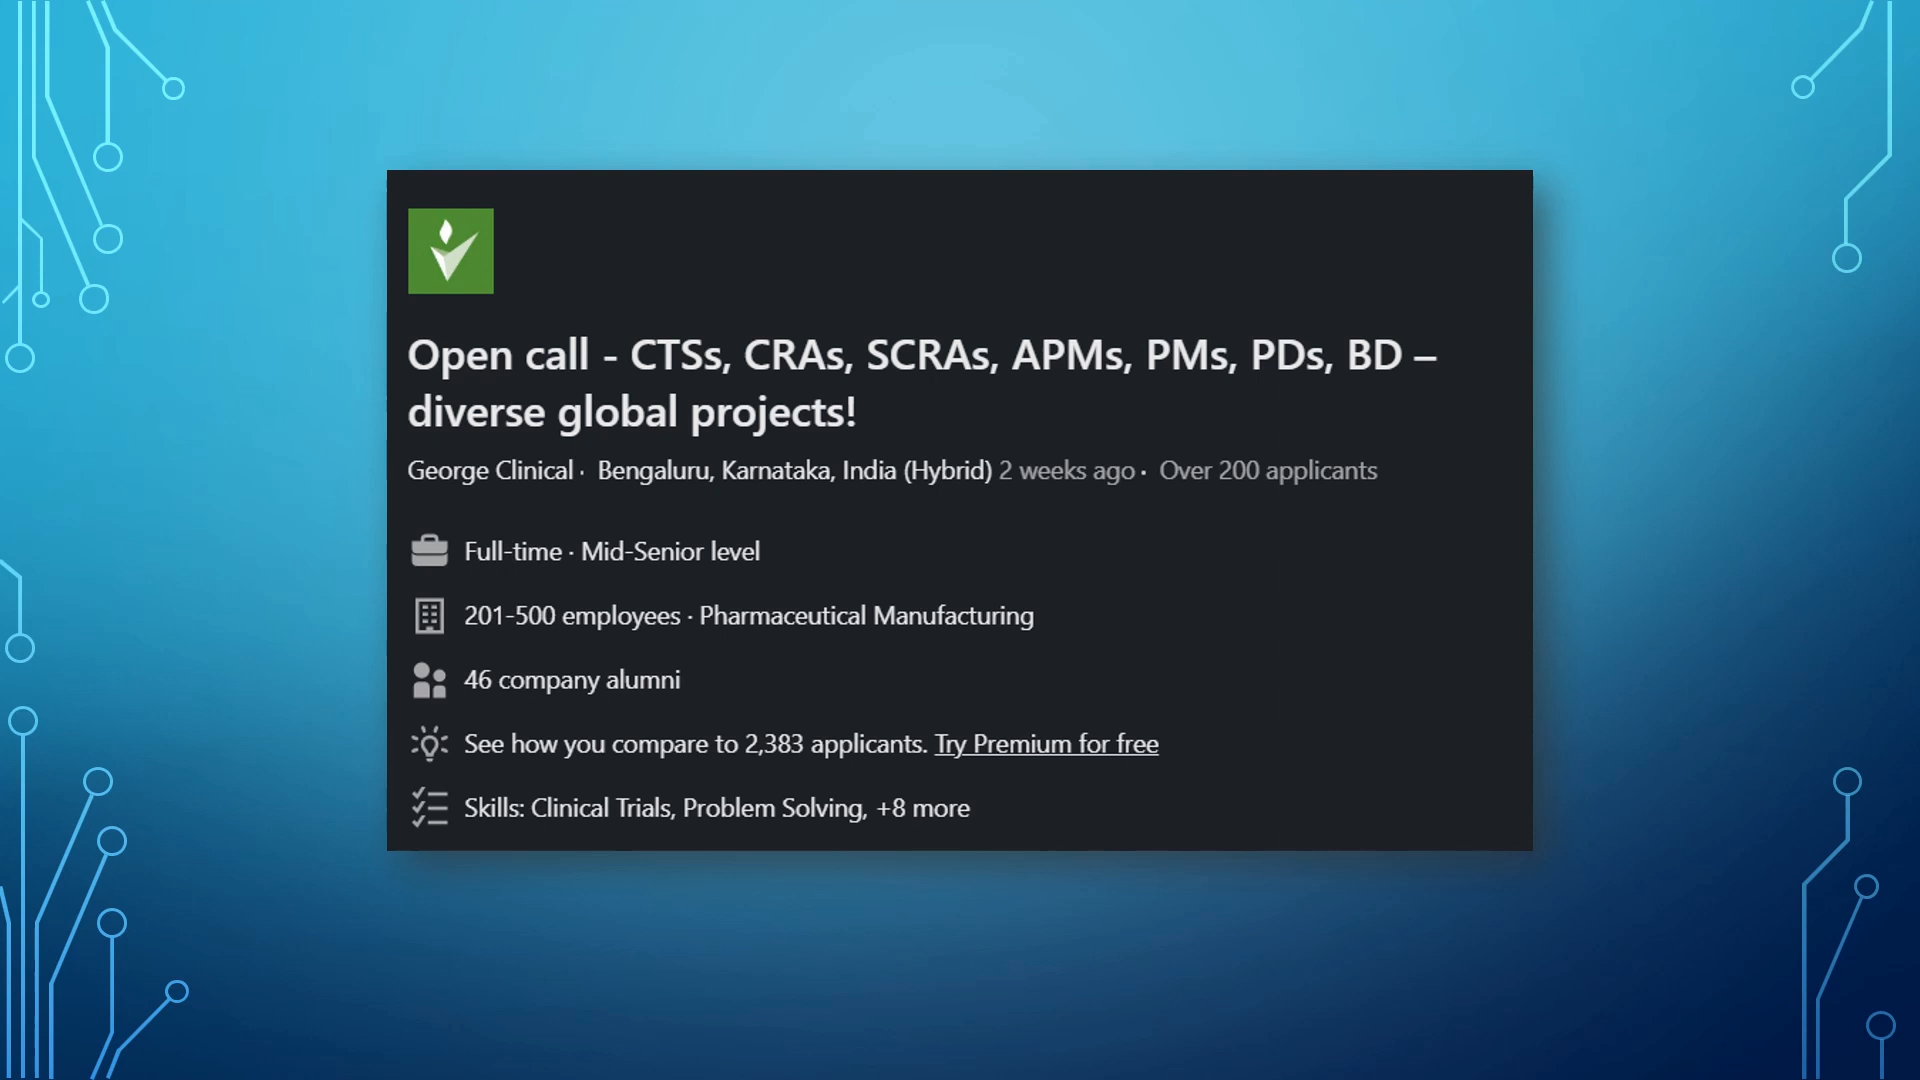 Open call - CTSs, CRAs, SCRAs, APMs, PMs, PDs, BD –
diverse global projects!
George Clinical · Bengaluru, Karnataka, India (Hybrid) 2 weeks ago · Over 200 applicants
Full-time · Mid-Senior level
201-500 employees · Pharmaceutical Manufacturing
46 company alumni
See how you compare to 2,383 applicants. Try Premium for free
Skills: Clinical Trials, Problem Solving, +8 more